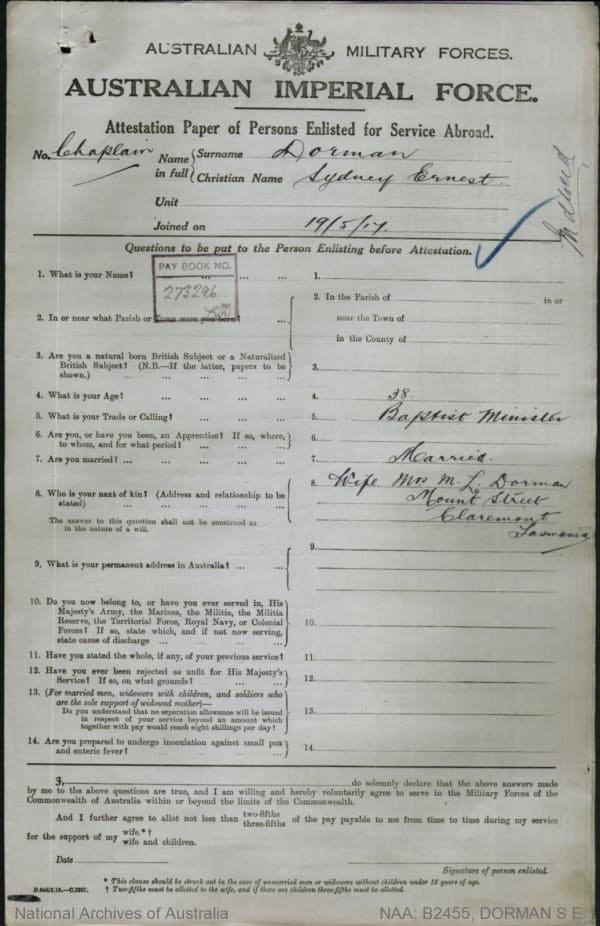 AUSTRALIAN MILITARY FORCES.
AUSTRALIAN IMPERIAL FORCE.
Attestation Paper of Persons Enlisted for Service Abroad.
No. Chaplain Name in full { Surname Dorman
Christian Name Sydney Ernest
Unit
Joined on 19/5/17.
Questions to be put to the Person Enlisting before Attestation.
PAY BOOK NO.
273296
1. What is your Name? ... ... ... 1.
2. In or near what Parish or Town were you born? ... 2. In the Parish of in or
near the Town of
in the County of
3. Are you a natural born British Subject or a Naturalized
British Subject? (N.B.—If the latter, papers to be
shown.) ... ... ... ... 3.
4. What is your Age? ... ... ... 4. 38
5. What is your Trade or Calling? ... ... ... 5. Baptist Minister
6. Are you, or have you been, an Apprentice? If so, where,
to whom, and for what period? ... ... 6.
7. Are you married? ... ... ... ... 7. Married.
8. Who is your next of kin? (Address and relationship to be
stated) ... ... ... ... 8. Wife Mrs M. L. Dorman
Mount Street
Claremont
Tasmania
The answer to this question shall not be construed as
in the nature of a will.
9. What is your permanent address in Australia? ... ... 9.
10. Do you now belong to, or have you ever served in, His
Majesty's Army, the Marines, the Militia, the Militia
Reserve, the Territorial Force, Royal Navy, or Colonial
Forces? If so, state which, and if not now serving,
state cause of discharge ... ... ... 10.
11. Have you stated the whole, if any, of your previous service? 11.
12. Have you ever been rejected as unfit for His Majesty's
Service? If so, on what grounds? ... ... 12.
13. (For married men, widowers with children, and soldiers who
are the sole support of widowed mother)—
Do you understand that no separation allowance will be issued
in respect of your service beyond an amount which
together with pay would reach eight shillings per day? 13.
14. Are you prepared to undergo inoculation against small pox
and enteric fever? ... ... ... 14.
I, do solemnly declare that the above answers made
by me to the above questions are true, and I am willing and hereby voluntarily agree to serve in the Military Forces of the
Commonwealth of Australia within or beyond the limits of the Commonwealth.
And I further agree to allot not less than two-fifths
three-fifths of the pay payable to me from time to time during my service
for the support of my wife.*†
wife and children.
Date
Signature of person enlisted.
* This clause should be struck out in the case of unmarried men or widowers without children under 18 years of age.
† Two-fifths must be allotted to the wife, and if there are children three-fifths must be allotted.
National Archives of Australia
NAA: B2455, DORMAN S E